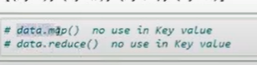 # data.map()  no use in Key value
# data.reduce()  no use in Key value